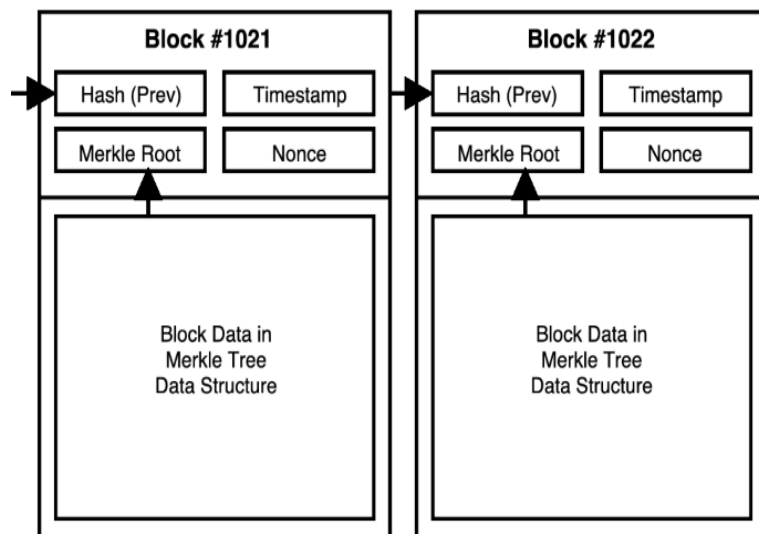 Block #1021
Hash (Prev)
Timestamp
Merkle Root
Nonce
Block Data in
Merkle Tree
Data Structure
Block #1022
Hash (Prev)
Timestamp
Merkle Root
Nonce
Block Data in
Merkle Tree
Data Structure